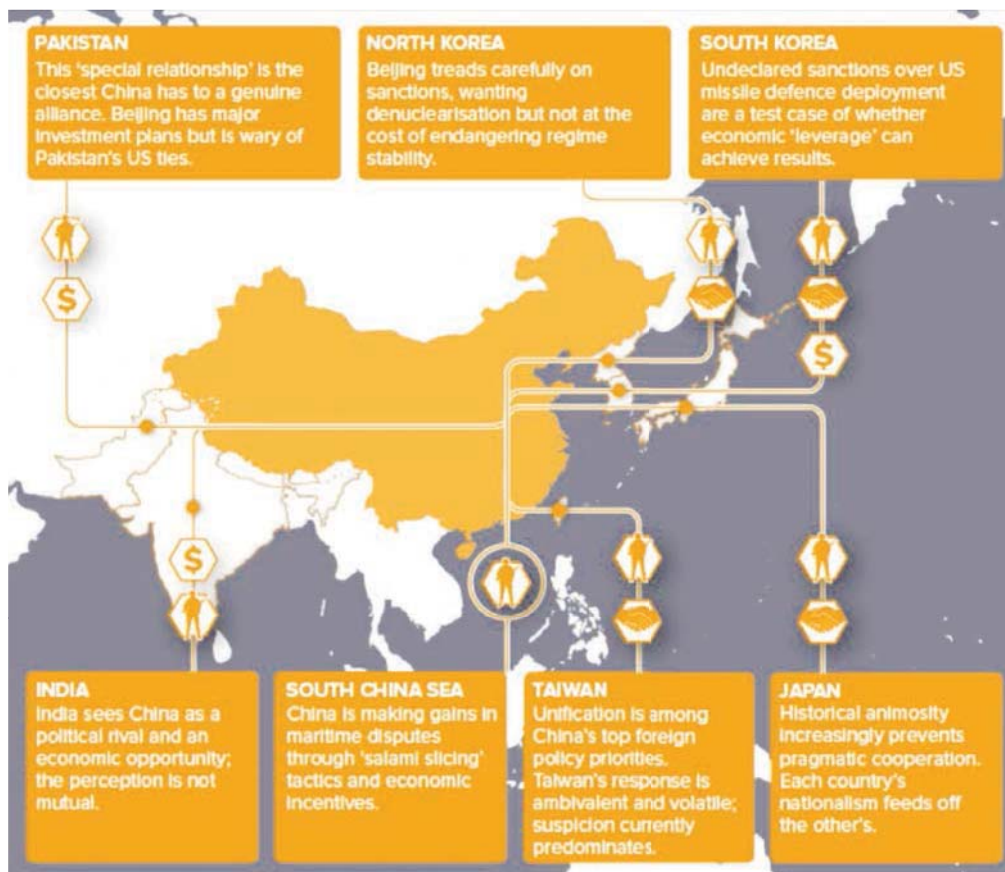 PAKISTAN
This 'special relationship' is the
closest China has to a genuine
alliance. Beijing has major
investment plans but is wary of
Pakistan's US ties.
NORTH KOREA
Beijing treads carefully on
sanctions, wanting
denuclearisation but not at the
cost of endangering regime
stability.
SOUTH KOREA
Undeclared sanctions over US
missile defence deployment
are a test case of whether
economic 'leverage' can
achieve results.
$
$
$
INDIA
India sees China as a
political rival and an
economic opportunity;
the perception is not
mutual.
SOUTH CHINA SEA
China is making gains in
maritime disputes
through 'salami slicing'
tactics and economic
incentives.
TAIWAN
Unification is among
China's top foreign
policy priorities.
Taiwan's response is
ambivalent and volatile;
suspicion currently
predominates.
JAPAN
Historical animosity
increasingly prevents
pragmatic cooperation.
Each country's
nationalism feeds off
the other's.